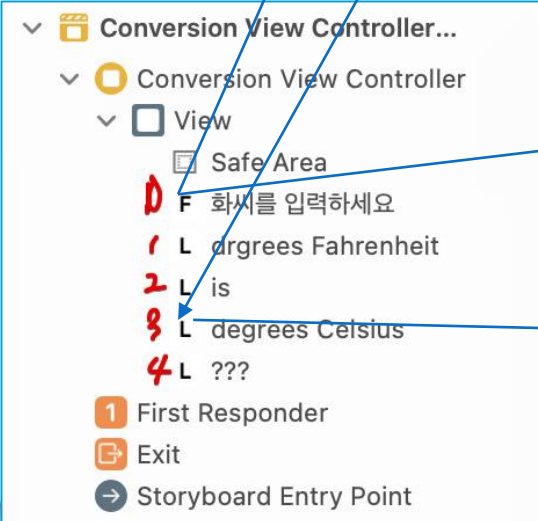 Conversion View Controller...
Conversion View Controller
View
Safe Area
0 F 화씨를 입력하세요
1 L drgrees Fahrenheit
2 L is
3 L degrees Celsius
4 L ???
1 First Responder
Exit
Storyboard Entry Point